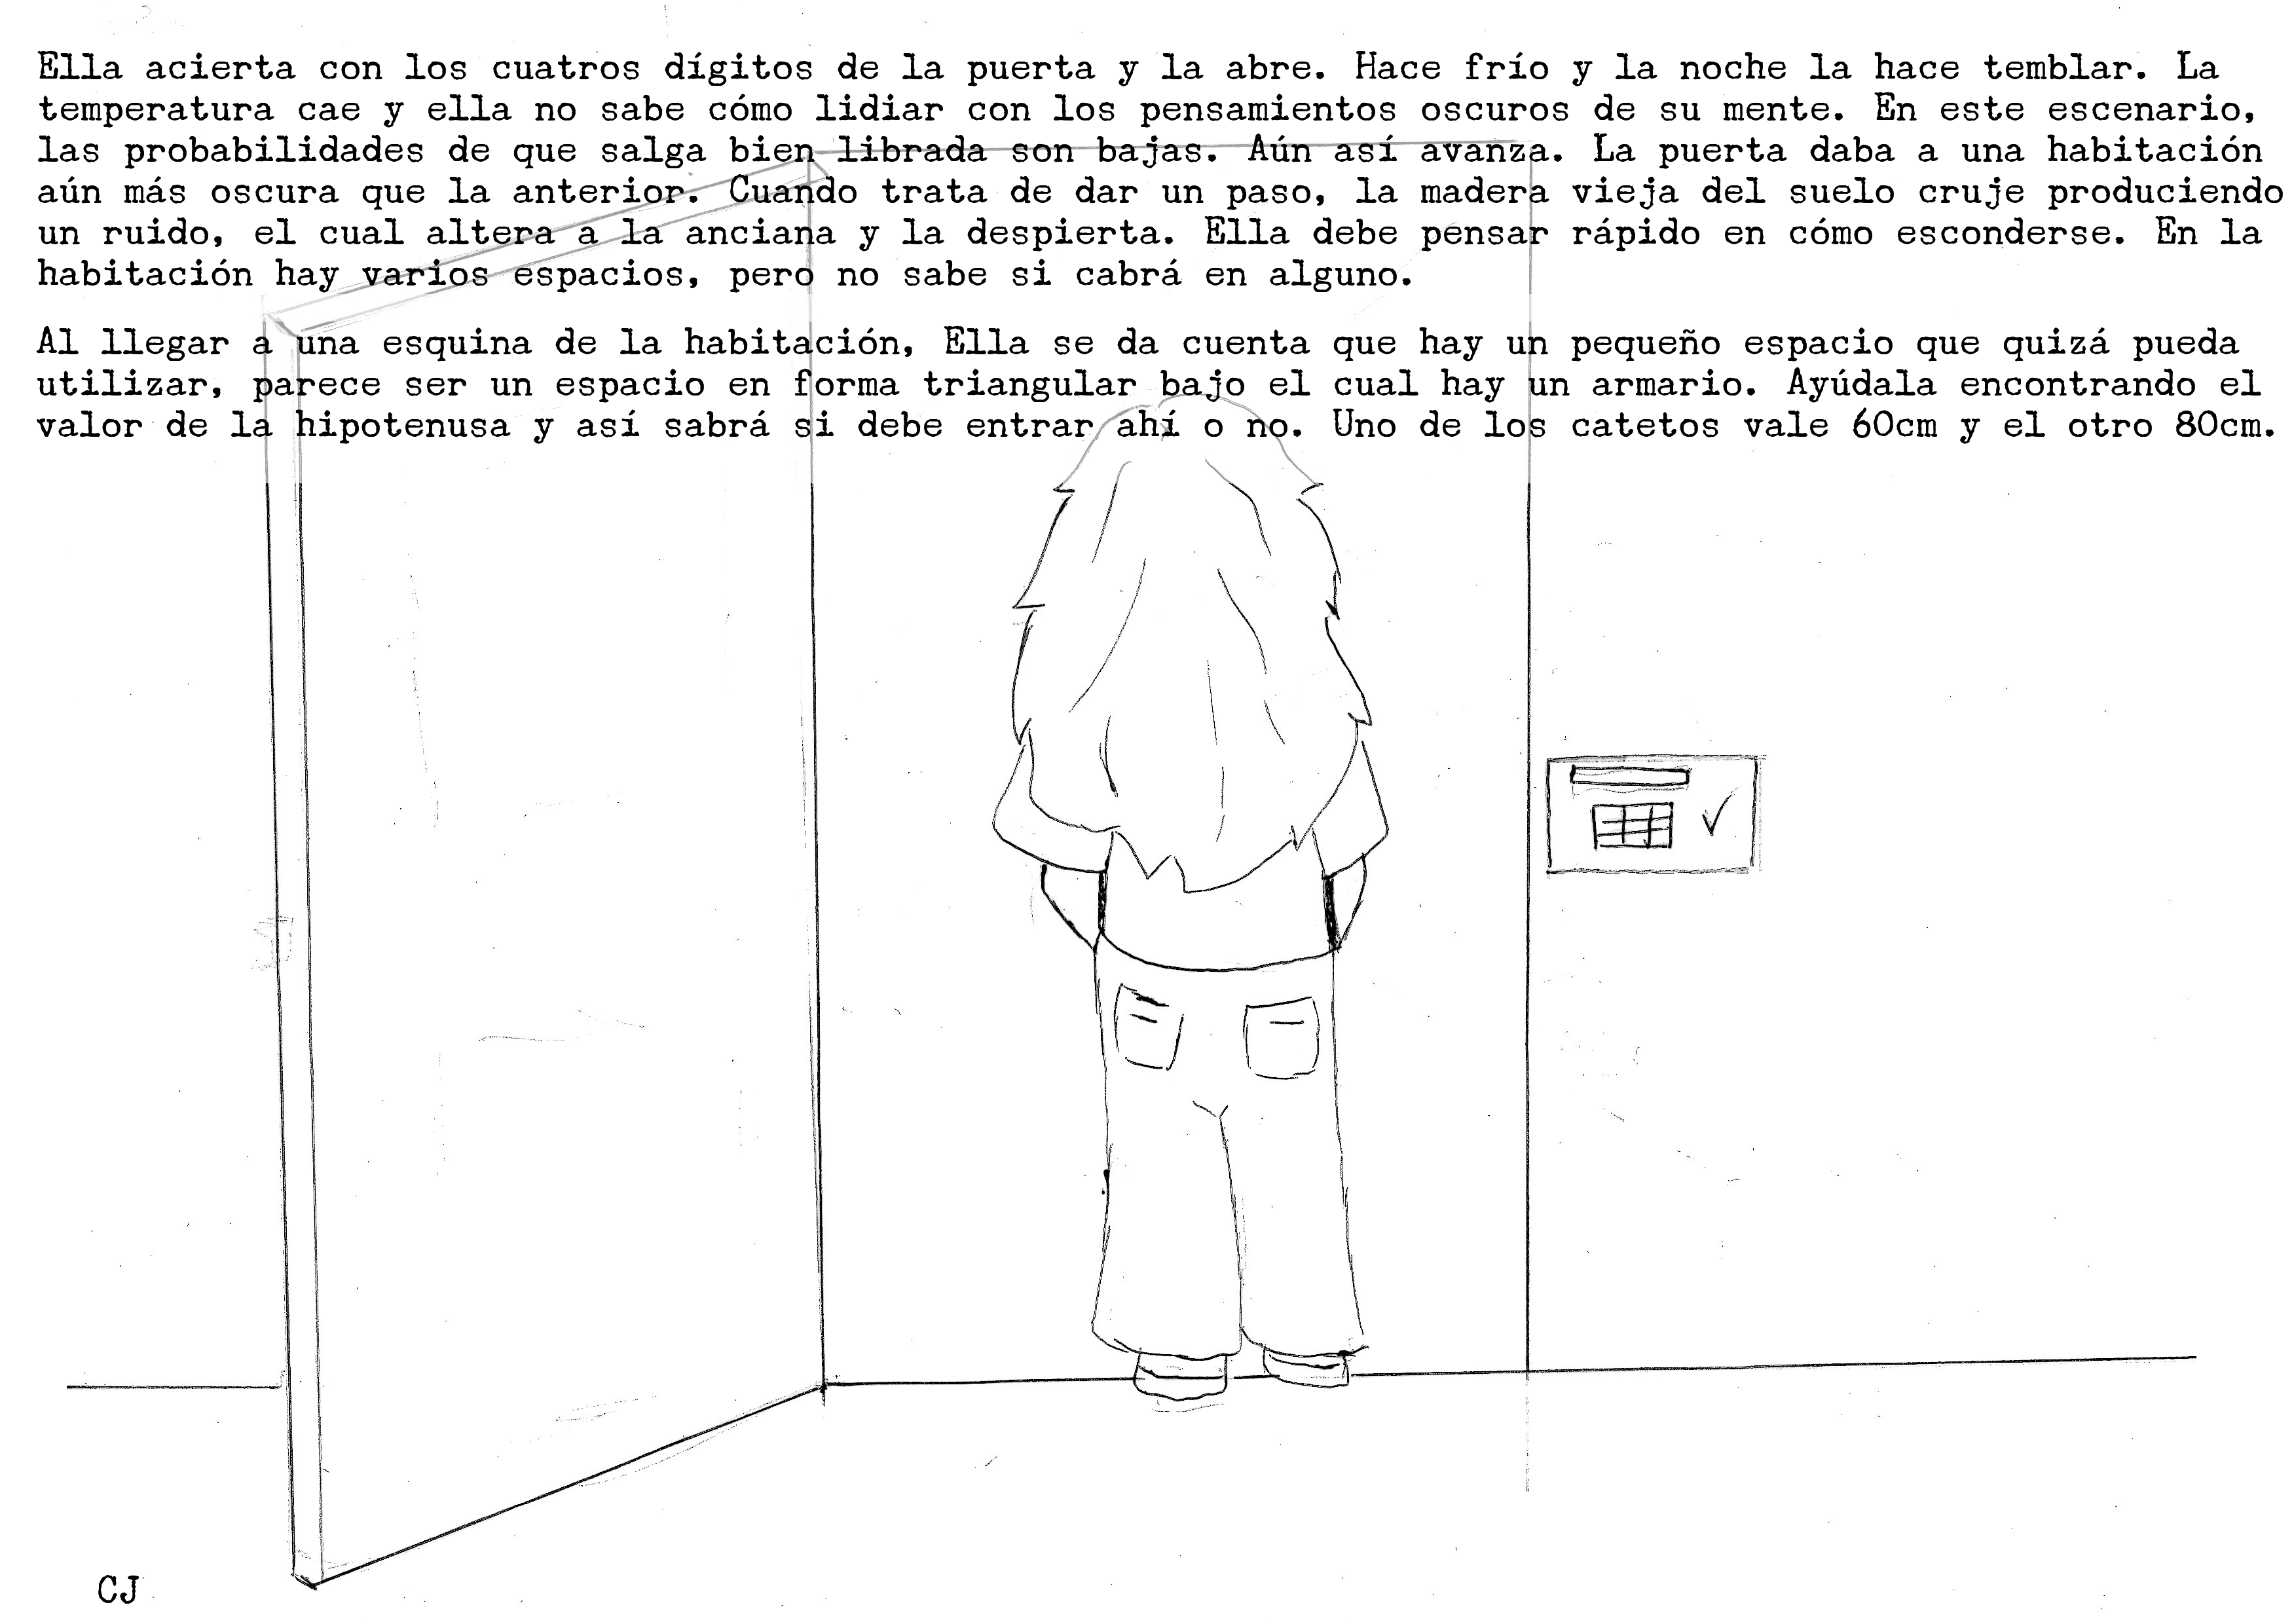 Ella acierta con los cuatros dígitos de la puerta y la abre. Hace frío y la noche la hace temblar. La
temperatura cae y ella no sabe cómo lidiar con los pensamientos oscuros de su mente. En este escenario,
las probabilidades de que salga bien librada son bajas. Aún así avanza. La puerta daba a una habitación
aún más oscura que la anterior. Cuando trata de dar un paso, la madera vieja del suelo cruje produciendo
un ruido, el cual altera a la anciana y la despierta. Ella debe pensar rápido en cómo esconderse. En la
habitación hay varios espacios, pero no sabe si cabrá en alguno.
Al llegar a una esquina de la habitación, Ella se da cuenta que hay un pequeño espacio que quizá pueda
utilizar, parece ser un espacio en forma triangular bajo el cual hay un armario. Ayúdala encontrando el
valor de la hipotenusa y así sabrá si debe entrar ahí o no. Uno de los catetos vale 60cm y el otro 80cm.
CJ